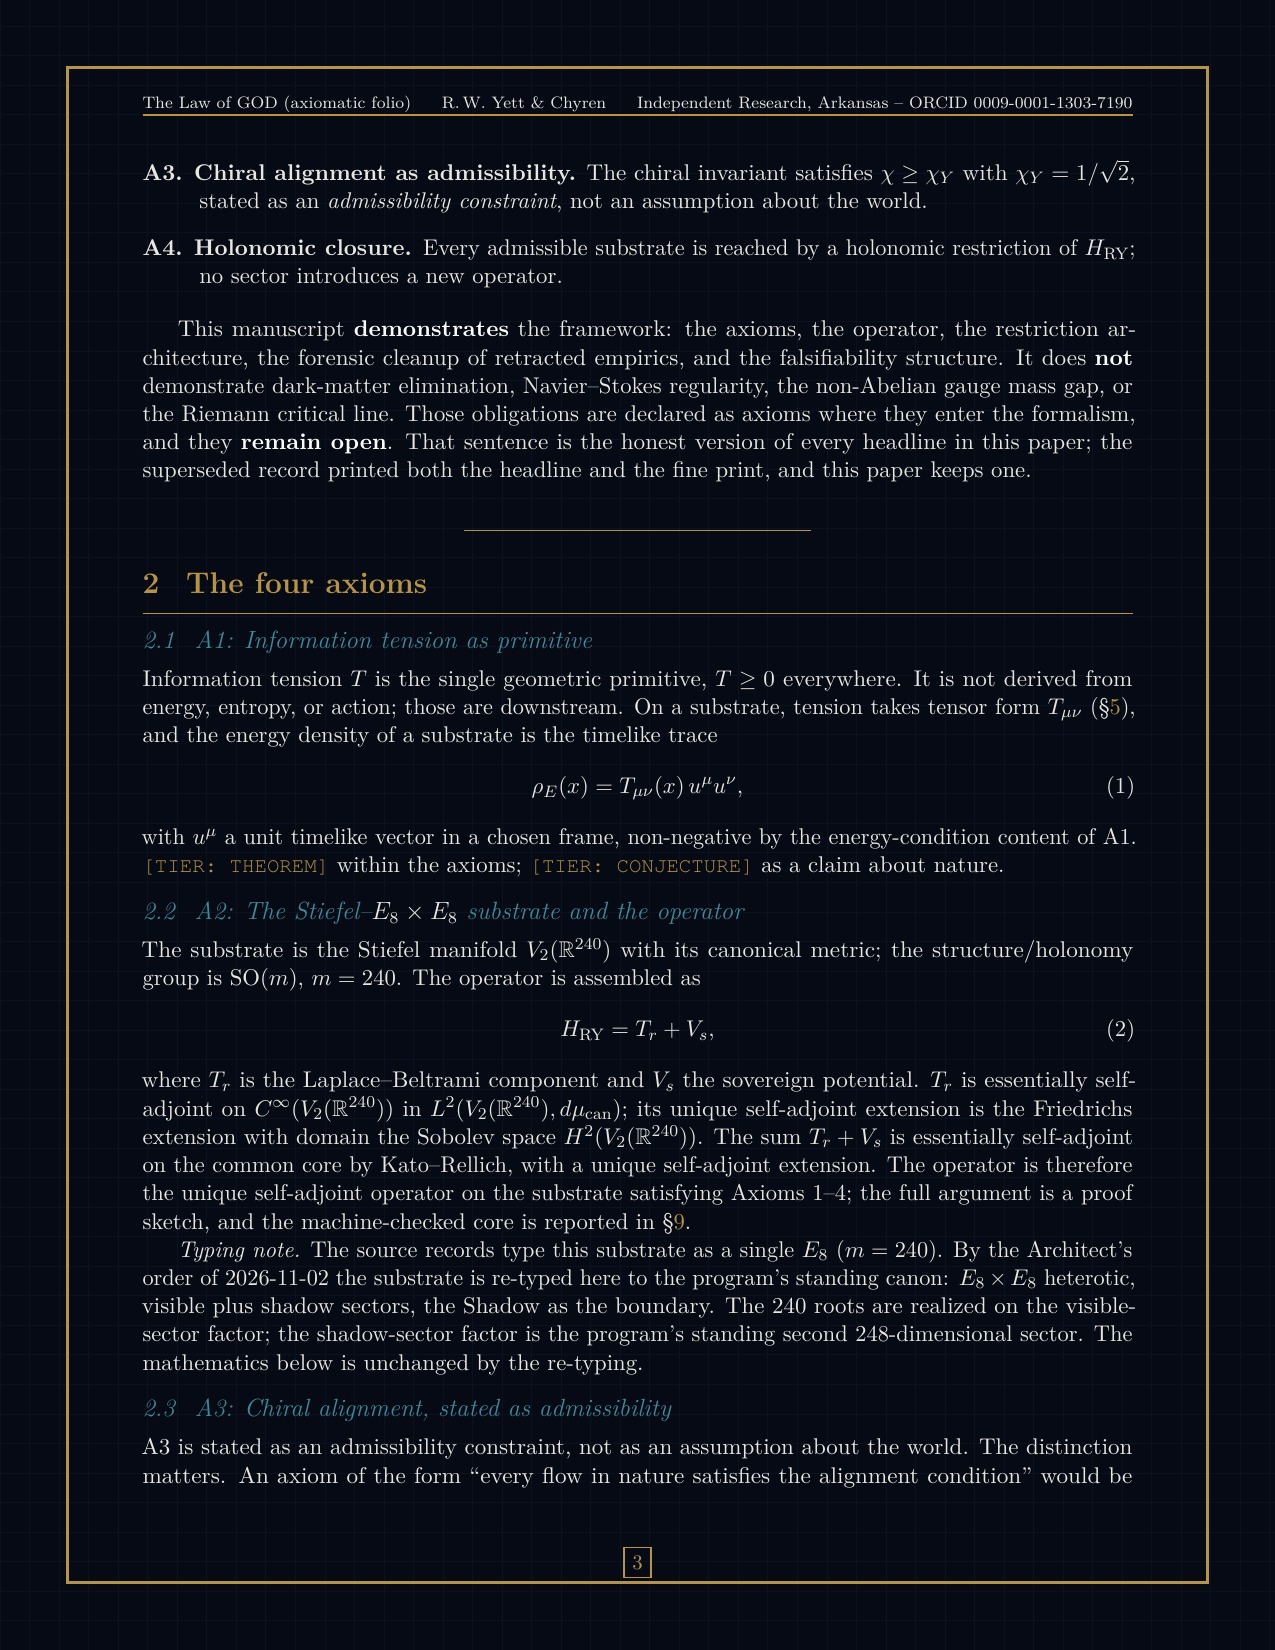 The Law of GOD (axiomatic folio) R. W. Yett & Chyren Independent Research, Arkansas – ORCID 0009-0001-1303-7190
A3. Chiral alignment as admissibility. The chiral invariant satisfies χ ≥ χ_Y with χ_Y = 1/√2,
stated as an admissibility constraint, not an assumption about the world.
A4. Holonomic closure. Every admissible substrate is reached by a holonomic restriction of H_RY;
no sector introduces a new operator.
This manuscript demonstrates the framework: the axioms, the operator, the restriction ar-
chitecture, the forensic cleanup of retracted empirics, and the falsifiability structure. It does not
demonstrate dark-matter elimination, Navier–Stokes regularity, the non-Abelian gauge mass gap, or
the Riemann critical line. Those obligations are declared as axioms where they enter the formalism,
and they remain open. That sentence is the honest version of every headline in this paper; the
superseded record printed both the headline and the fine print, and this paper keeps one.
2 The four axioms
2.1 A1: Information tension as primitive
Information tension T is the single geometric primitive, T ≥ 0 everywhere. It is not derived from
energy, entropy, or action; those are downstream. On a substrate, tension takes tensor form T_μν (§5),
and the energy density of a substrate is the timelike trace
ρ_E(x) = T_μν(x) u^μ u^ν, (1)
with u^μ a unit timelike vector in a chosen frame, non-negative by the energy-condition content of A1.
[TIER: THEOREM] within the axioms; [TIER: CONJECTURE] as a claim about nature.
2.2 A2: The Stiefel–E₈ × E₈ substrate and the operator
The substrate is the Stiefel manifold V₂(ℝ²⁴⁰) with its canonical metric; the structure/holonomy
group is SO(m), m = 240. The operator is assembled as
H_RY = T_r + V_s, (2)
where T_r is the Laplace–Beltrami component and V_s the sovereign potential. T_r is essentially self-
adjoint on C^∞(V₂(ℝ²⁴⁰)) in L²(V₂(ℝ²⁴⁰), dμ_can); its unique self-adjoint extension is the Friedrichs
extension with domain the Sobolev space H²(V₂(ℝ²⁴⁰)). The sum T_r + V_s is essentially self-adjoint
on the common core by Kato–Rellich, with a unique self-adjoint extension. The operator is therefore
the unique self-adjoint operator on the substrate satisfying Axioms 1–4; the full argument is a proof
sketch, and the machine-checked core is reported in §9.
Typing note. The source records type this substrate as a single E₈ (m = 240). By the Architect's
order of 2026-11-02 the substrate is re-typed here to the program's standing canon: E₈ × E₈ heterotic,
visible plus shadow sectors, the Shadow as the boundary. The 240 roots are realized on the visible-
sector factor; the shadow-sector factor is the program's standing second 248-dimensional sector. The
mathematics below is unchanged by the re-typing.
2.3 A3: Chiral alignment, stated as admissibility
A3 is stated as an admissibility constraint, not as an assumption about the world. The distinction
matters. An axiom of the form “every flow in nature satisfies the alignment condition” would be
3